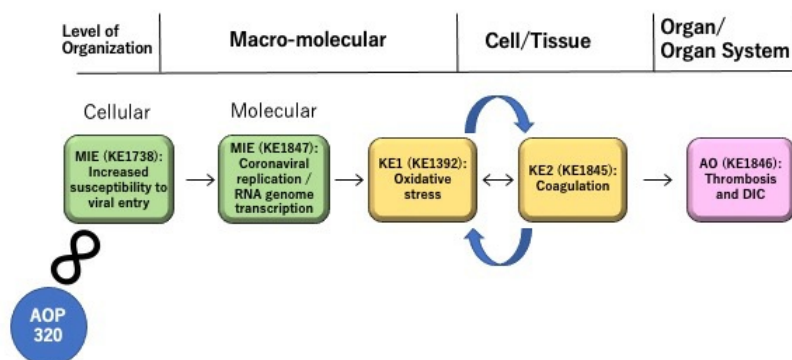 Level of
Organization
Macro-molecular
Cell/Tissue
Organ/
Organ System
Cellular
Molecular
MIE (KE1738):
Increased
susceptibility to
viral entry
MIE (KE1847):
Coronaviral
replication /
RNA genome
transcription
KE1 (KE1392):
Oxidative
stress
KE2 (KE1845):
Coagulation
AO (KE1846):
Thrombosis
and DIC
AOP
320